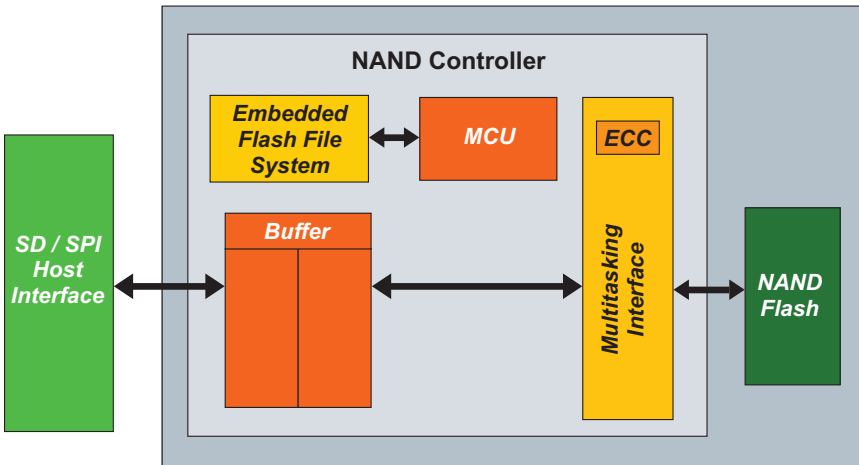 NAND Controller
Embedded
Flash File
System
MCU
ECC
Buffer
SD / SPI
Host
Interface
Multitasking
Interface
NAND
Flash